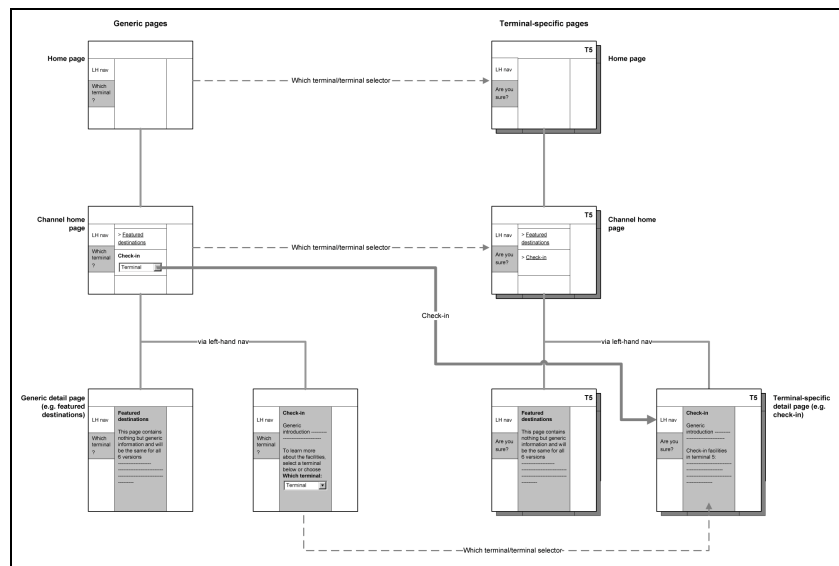 Generic pages
Terminal-specific pages
Home page
LH nav
Which
terminal
?
Which terminal/terminal selector
T5
LH nav
Are you
sure?
Home page
Channel home
page
LH nav
Which
terminal
?
> Featured
destinations
Check-in
Terminal
Which terminal/terminal selector
T5
LH nav
Are you
sure?
> Featured
destinations
> Check-in
Channel home
page
Check-in
via left-hand nav
via left-hand nav
Generic detail page
(e.g. featured
destinations)
LH nav
Which
terminal
?
Featured
destinations
This page contains
nothing but generic
information and will
be the same for all
6 versions
LH nav
Which
terminal
?
Check-in
Generic
introduction ---------
To learn more
about the facilities,
select a terminal
below or choose
Which terminal:
Terminal
T5
LH nav
Are you
sure?
Featured
destinations
This page contains
nothing but generic
information and will
be the same for all
6 versions
T5
LH nav
Are you
sure?
Check-in
Generic
introduction ---------
Check-in facilities
in terminal 5:
Terminal-specific
detail page (e.g.
check-in)
Which terminal/terminal selector